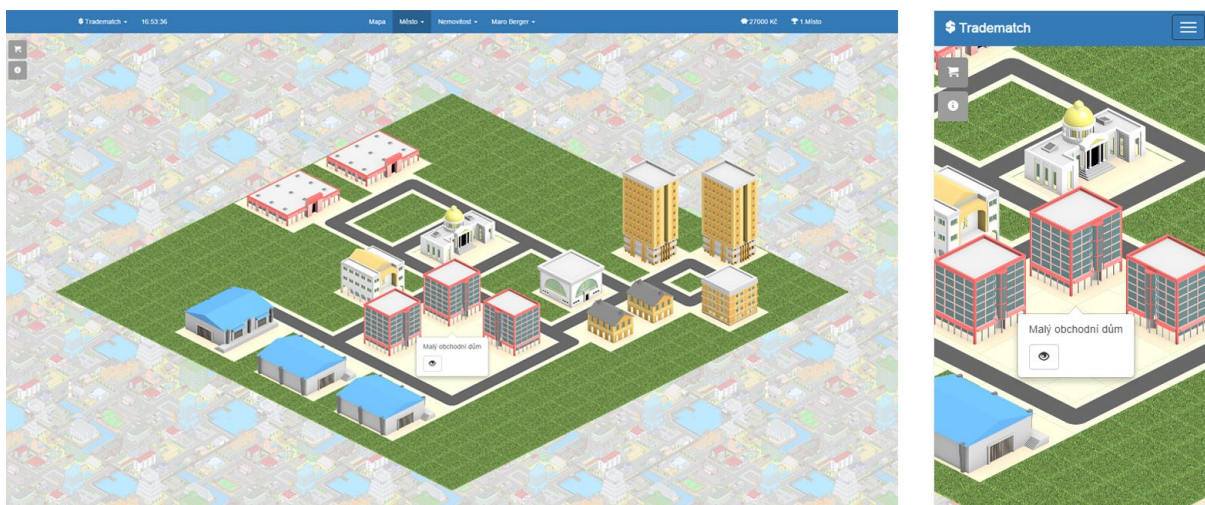 Tradematch
16:53:36
Mapa
Město
Nemovitost
Maro Berger
27000 Kč
1.Místo
Malý obchodní dům
Tradematch
Malý obchodní dům